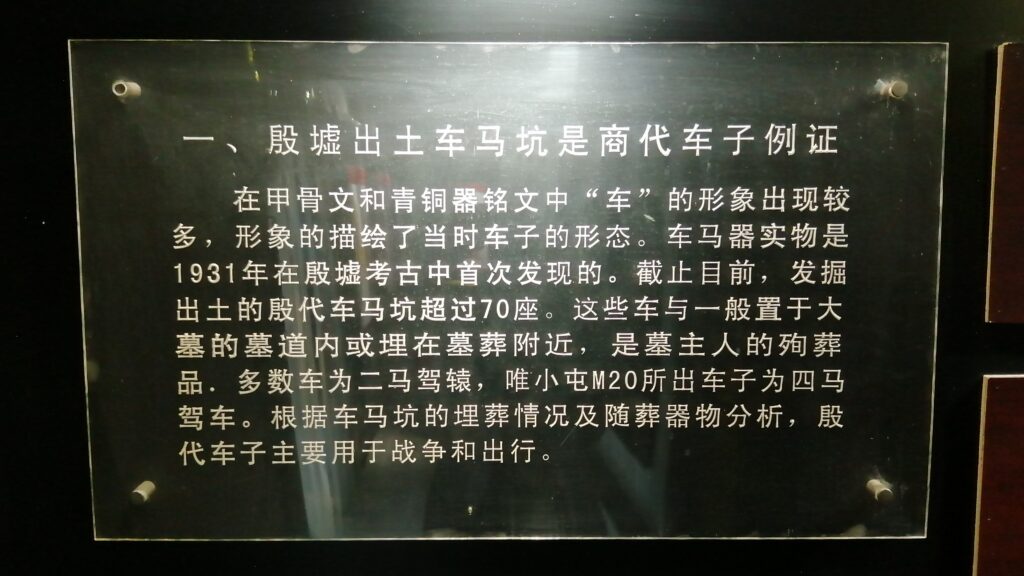 一、殷墟出土车马坑是商代车子例证
在甲骨文和青铜器铭文中“车”的形象出现较
多，形象的描绘了当时车子的形态。车马器实物是
1931年在殷墟考古中首次发现的。截止目前，发掘
出土的殷代车马坑超过70座。这些车与一般置于大
墓的墓道内或埋在墓葬附近，是墓主人的殉葬
品．多数车为二马驾辕，唯小屯M20所出车子为四马
驾车。根据车马坑的埋葬情况及随葬器物分析，殷
代车子主要用于战争和出行。